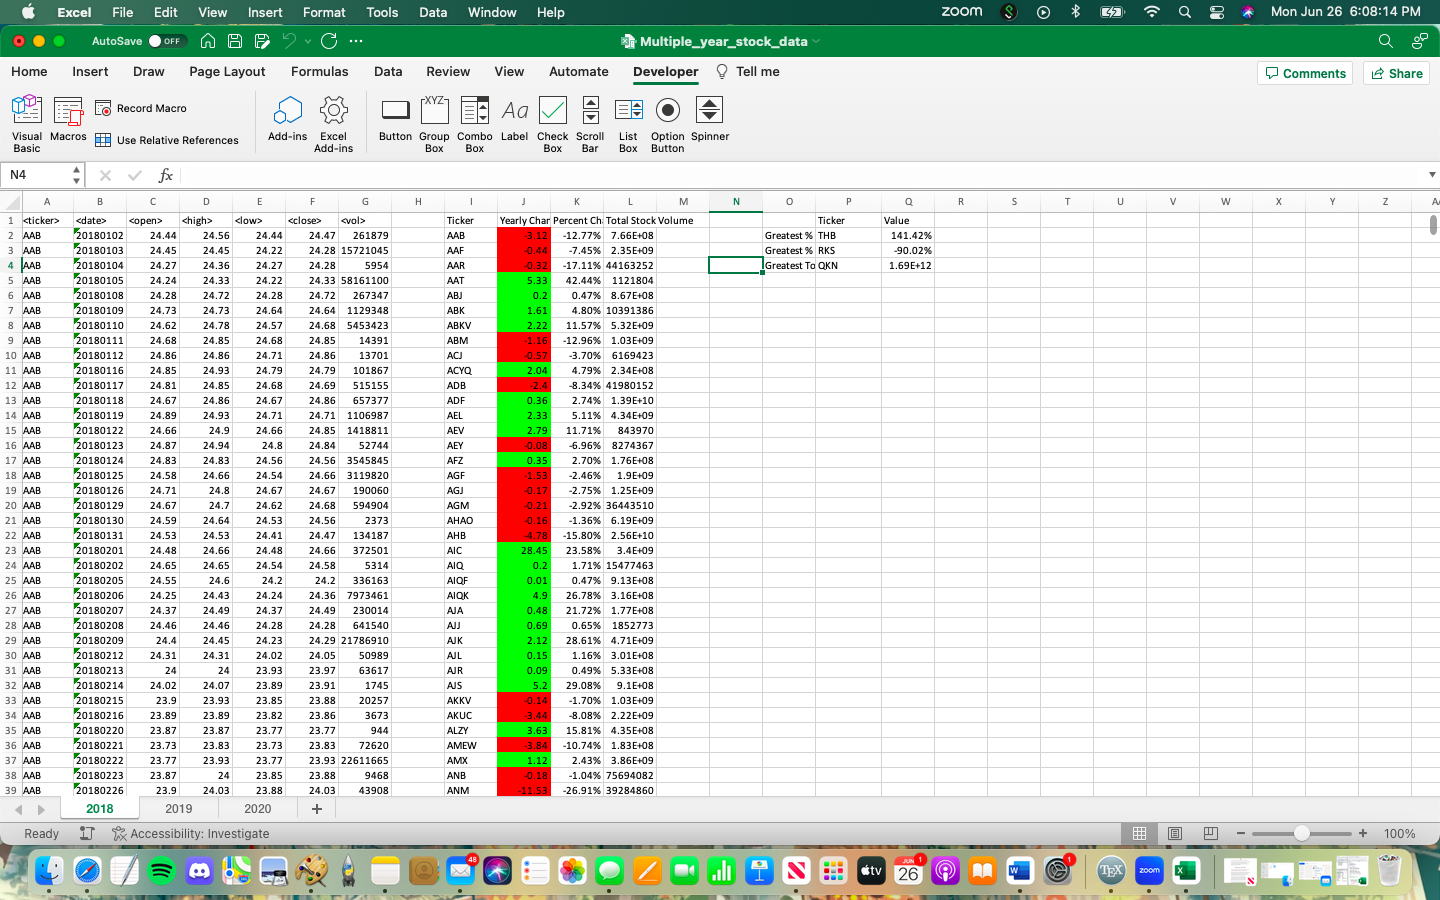 Excel File Edit View Insert Format Tools Data Window Help zoom Mon Jun 26 6:08:14 PM
AutoSave OFF Multiple_year_stock_data
Home Insert Draw Page Layout Formulas Data Review View Automate Developer Tell me Comments Share
Visual Basic Macros Record Macro Use Relative References Add-ins Excel Add-ins Button Group Box Combo Box Label Check Box Scroll Bar List Box Option Button Spinner
XYZ Aa
N4 fx
A B C D E F G H I J K L M N O P Q R S T U V W X Y Z A
1 <ticker> <date> <open> <high> <low> <close> <vol> Ticker Yearly Char Percent Ch Total Stock Volume Ticker Value
2 AAB 20180102 24.44 24.56 24.44 24.47 261879 AAB -3.12 -12.77% 7.66E+08 Greatest % THB 141.42%
3 AAB 20180103 24.45 24.45 24.22 24.28 15721045 AAF -0.44 -7.45% 2.35E+09 Greatest % RKS -90.02%
4 AAB 20180104 24.27 24.36 24.27 24.28 5954 AAR -0.32 -17.11% 44163252 Greatest To QKN 1.69E+12
5 AAB 20180105 24.24 24.33 24.22 24.33 58161100 AAT 5.33 42.44% 1121804
6 AAB 20180108 24.28 24.72 24.28 24.72 267347 ABJ 0.2 0.47% 8.67E+08
7 AAB 20180109 24.73 24.73 24.64 24.64 1129348 ABK 1.61 4.80% 10391386
8 AAB 20180110 24.62 24.78 24.57 24.68 5453423 ABKV 2.22 11.57% 5.32E+09
9 AAB 20180111 24.68 24.85 24.68 24.85 14391 ABM -1.16 -12.96% 1.03E+09
10 AAB 20180112 24.86 24.86 24.71 24.86 13701 ACJ -0.57 -3.70% 6169423
11 AAB 20180116 24.85 24.93 24.79 24.79 101867 ACYQ 2.04 4.79% 2.34E+08
12 AAB 20180117 24.81 24.85 24.68 24.69 515155 ADB -2.4 -8.34% 41980152
13 AAB 20180118 24.67 24.86 24.67 24.86 657377 ADF 0.36 2.74% 1.39E+10
14 AAB 20180119 24.89 24.93 24.71 24.71 1106987 AEL 2.33 5.11% 4.34E+09
15 AAB 20180122 24.66 24.9 24.66 24.85 1418811 AEV 2.79 11.71% 843970
16 AAB 20180123 24.87 24.94 24.8 24.84 52744 AEY -0.08 -6.96% 8274367
17 AAB 20180124 24.83 24.83 24.56 24.56 3545845 AFZ 0.35 2.70% 1.76E+08
18 AAB 20180125 24.58 24.66 24.54 24.66 3119820 AGF -1.53 -2.46% 1.9E+09
19 AAB 20180126 24.71 24.8 24.67 24.67 190060 AGJ -0.17 -2.75% 1.25E+09
20 AAB 20180129 24.67 24.7 24.62 24.68 594904 AGM -0.21 -2.92% 36443510
21 AAB 20180130 24.59 24.64 24.53 24.56 2373 AHAO -0.16 -1.36% 6.19E+09
22 AAB 20180131 24.53 24.53 24.41 24.47 134187 AHB -4.78 -15.80% 2.56E+10
23 AAB 20180201 24.48 24.66 24.48 24.66 372501 AIC 28.45 23.58% 3.4E+09
24 AAB 20180202 24.65 24.65 24.54 24.58 5314 AIQ 0.2 1.71% 15477463
25 AAB 20180205 24.55 24.6 24.2 24.2 336163 AIQF 0.01 0.47% 9.13E+08
26 AAB 20180206 24.25 24.43 24.24 24.36 7973461 AIQK 4.9 26.78% 3.16E+08
27 AAB 20180207 24.37 24.49 24.37 24.49 230014 AJA 0.48 21.72% 1.77E+08
28 AAB 20180208 24.46 24.46 24.28 24.28 641540 AJJ 0.69 0.65% 1852773
29 AAB 20180209 24.4 24.45 24.23 24.29 21786910 AJK 2.12 28.61% 4.71E+09
30 AAB 20180212 24.31 24.31 24.02 24.05 50989 AJL 0.15 1.16% 3.01E+08
31 AAB 20180213 24 24 23.93 23.97 63617 AJR 0.09 0.49% 5.33E+08
32 AAB 20180214 24.02 24.07 23.89 23.91 1745 AJS 5.2 29.08% 9.1E+08
33 AAB 20180215 23.9 23.93 23.85 23.88 20257 AKKV -0.14 -1.70% 1.03E+09
34 AAB 20180216 23.89 23.89 23.82 23.86 3673 AKUC -3.44 -8.08% 2.22E+09
35 AAB 20180220 23.87 23.87 23.77 23.77 944 ALZY 3.63 15.81% 4.35E+08
36 AAB 20180221 23.73 23.83 23.73 23.83 72620 AMEW -3.84 -10.74% 1.83E+08
37 AAB 20180222 23.77 23.93 23.77 23.93 22611665 AMX 1.12 2.43% 3.86E+09
38 AAB 20180223 23.87 24 23.85 23.88 9468 ANB -0.18 -1.04% 75694082
39 AAB 20180226 23.9 24.03 23.88 24.03 43908 ANM -11.53 -26.91% 39284860
2018 2019 2020 +
Ready Accessibility: Investigate 100%
48 tv JUN 26 1 W 1 TEX zoom X